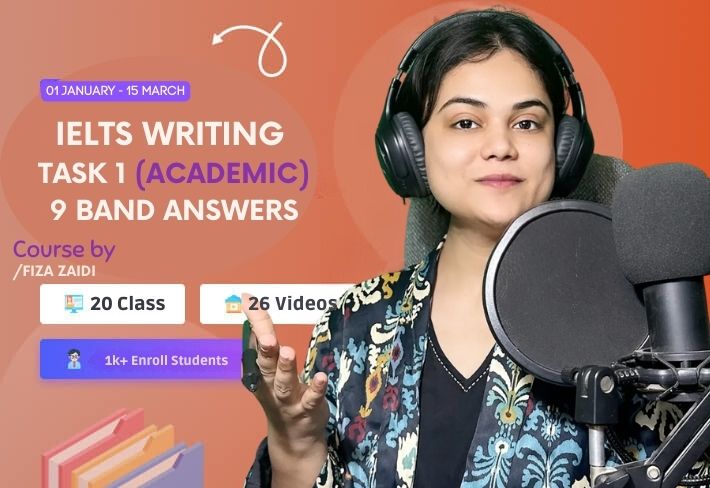 01 JANUARY - 15 MARCH
IELTS WRITING
TASK 1 (ACADEMIC)
9 BAND ANSWERS
Course by
/FIZA ZAIDI
20 Class
26 Videos
1k+ Enroll Students